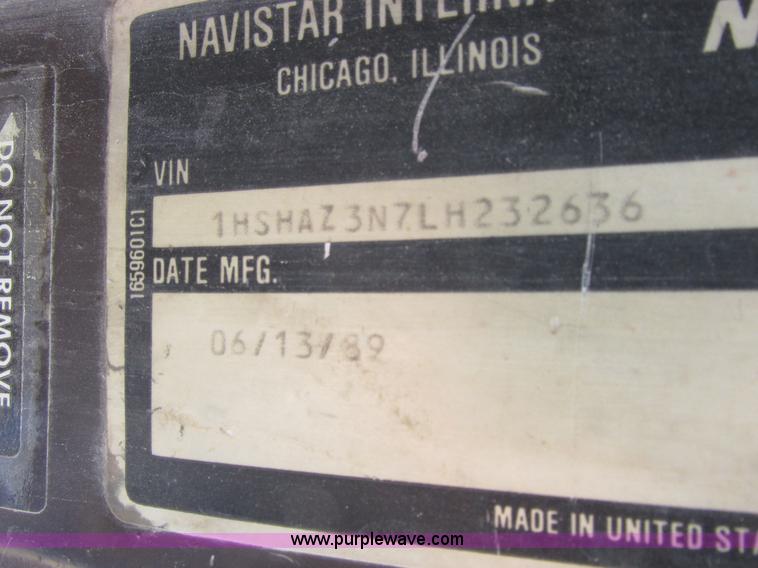 NAVISTAR INTERNA
CHICAGO, ILLINOIS
N
VIN
1HSHAZ3N7LH232636
1659601C1
DATE MFG.
06/13/89
MADE IN UNITED STA
DO NOT REMOVE
www.purplewave.com